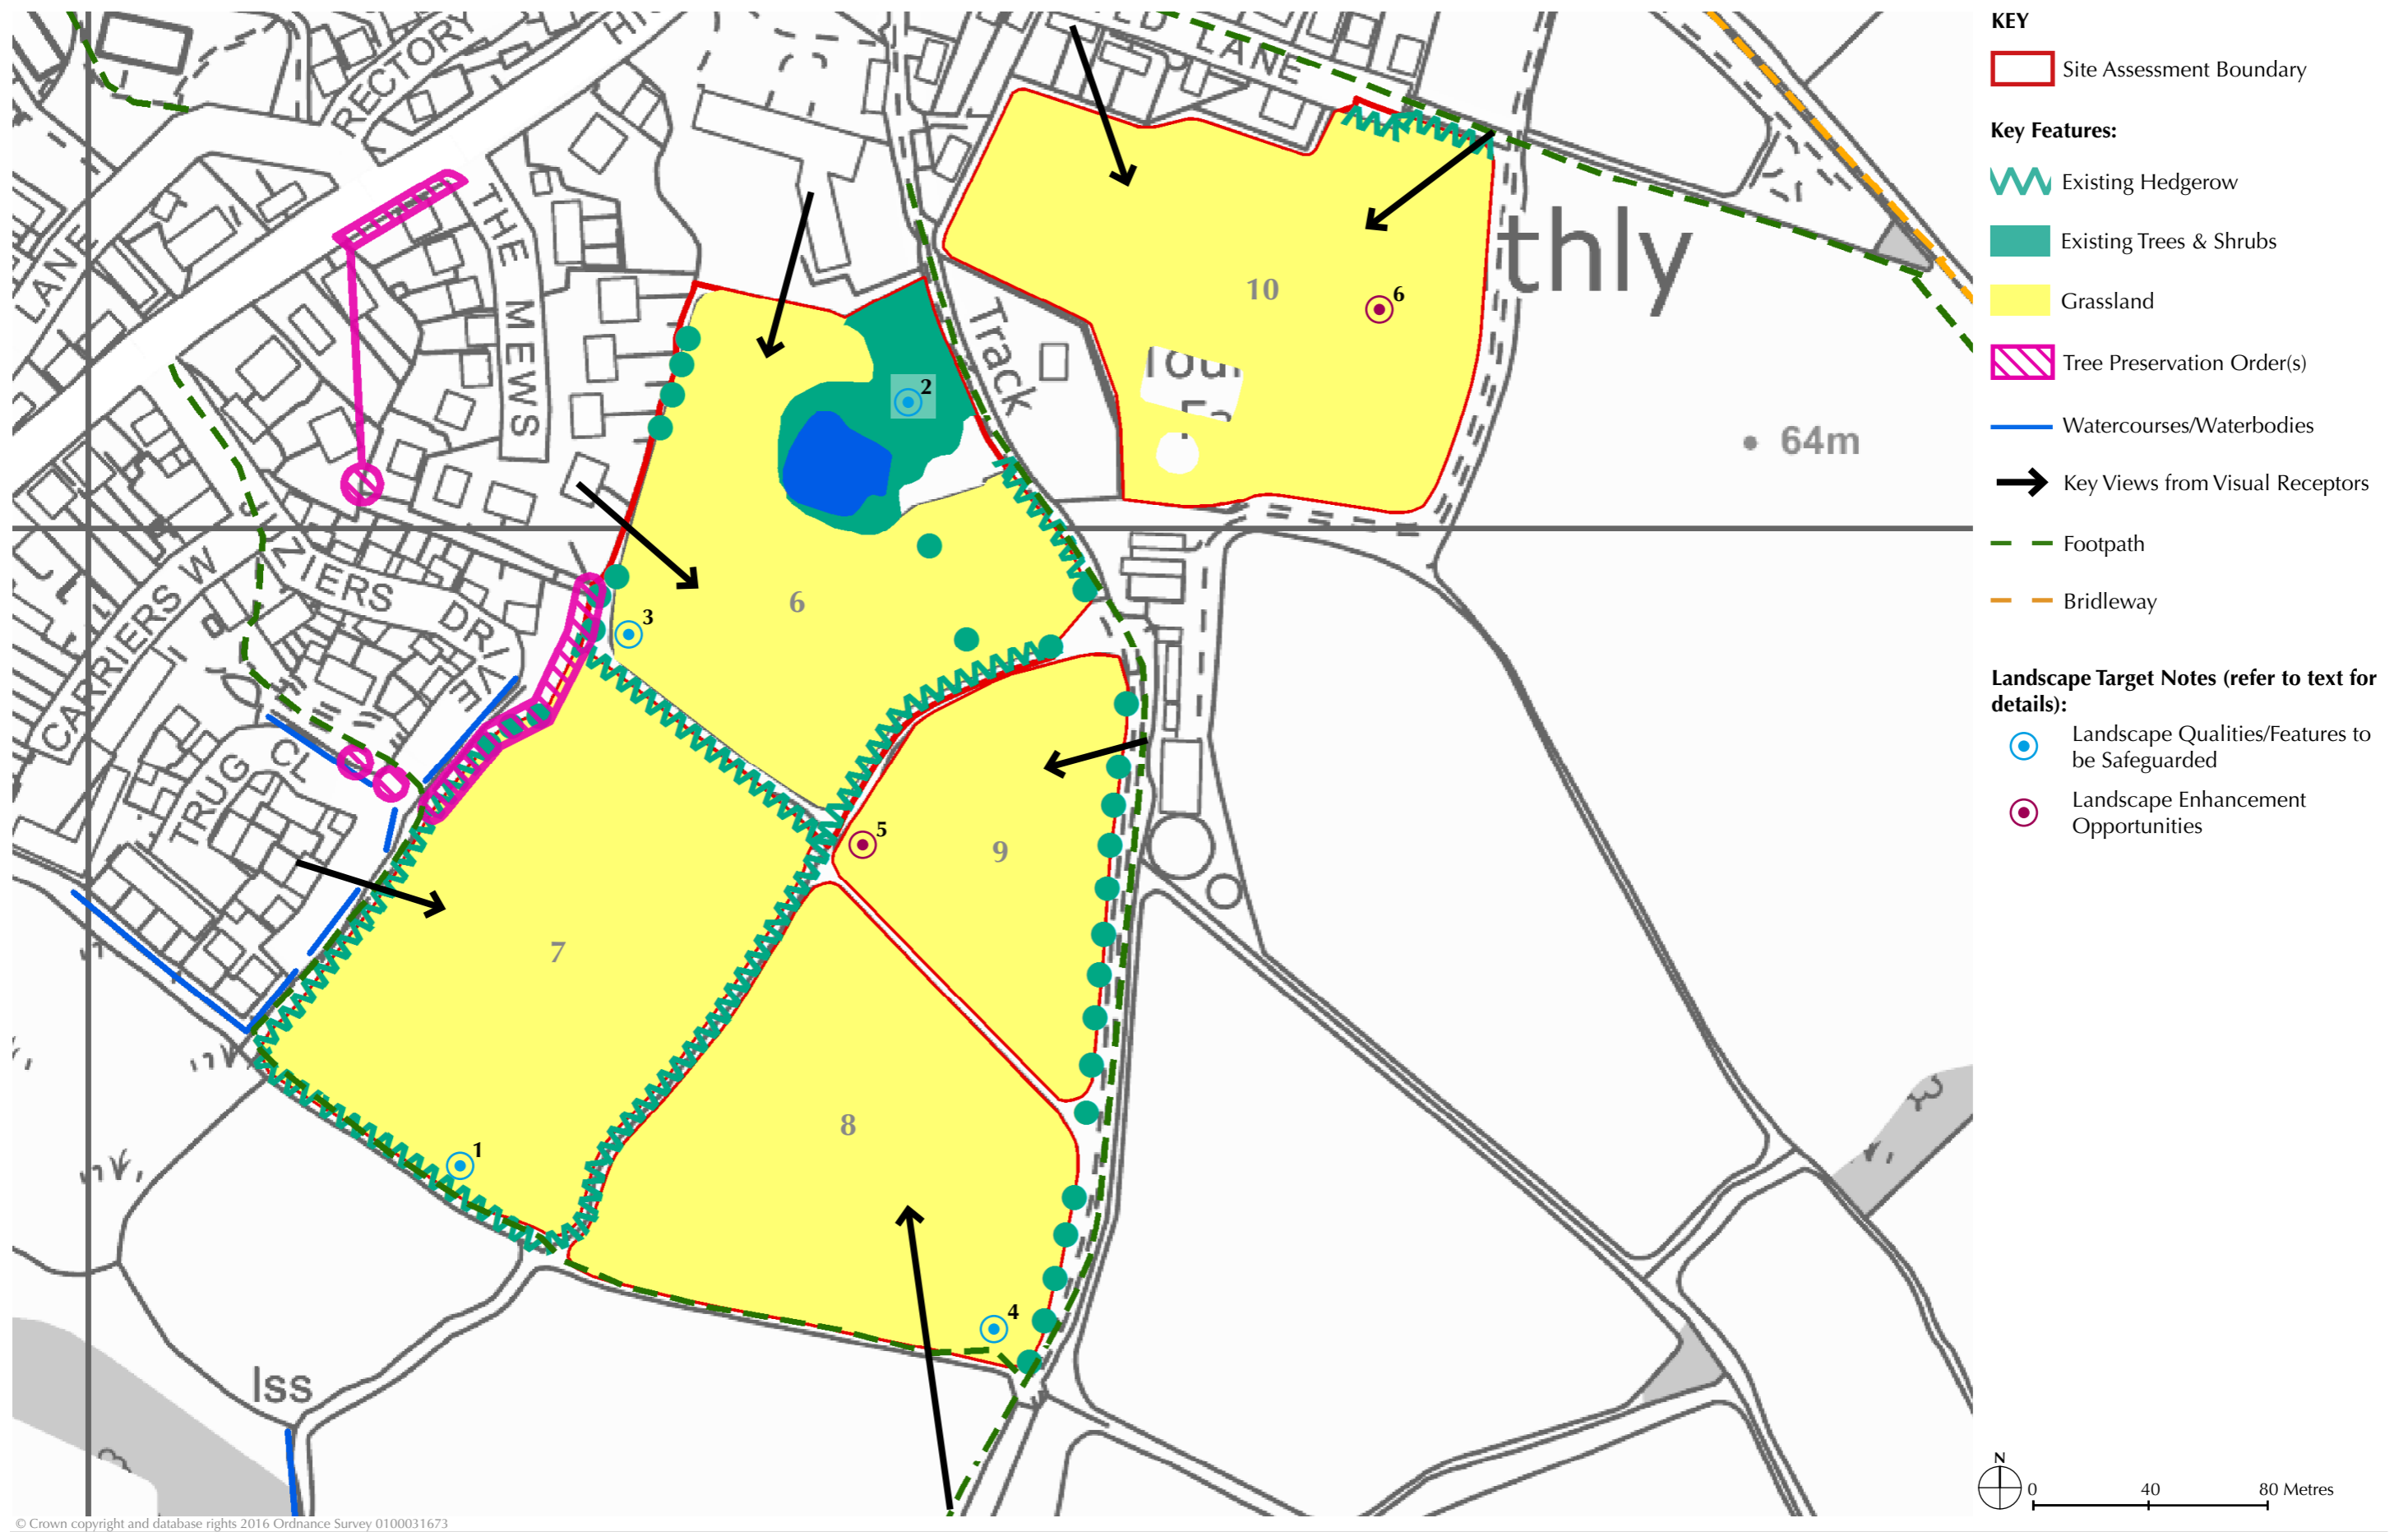 RECTORY
HI
LD LANE
LANE
THE MEWS
Track
thly
64m
10
6
2
3
6
CARRIERS W
ZIERS DRIVE
TRUG CL
5
9
7
8
1
4
Iss
KEY
Site Assessment Boundary
Key Features:
Existing Hedgerow
Existing Trees & Shrubs
Grassland
Tree Preservation Order(s)
Watercourses/Waterbodies
Key Views from Visual Receptors
Footpath
Bridleway
Landscape Target Notes (refer to text for
details):
Landscape Qualities/Features to
be Safeguarded
Landscape Enhancement
Opportunities
N
0 40 80 Metres
© Crown copyright and database rights 2016 Ordnance Survey 0100031673